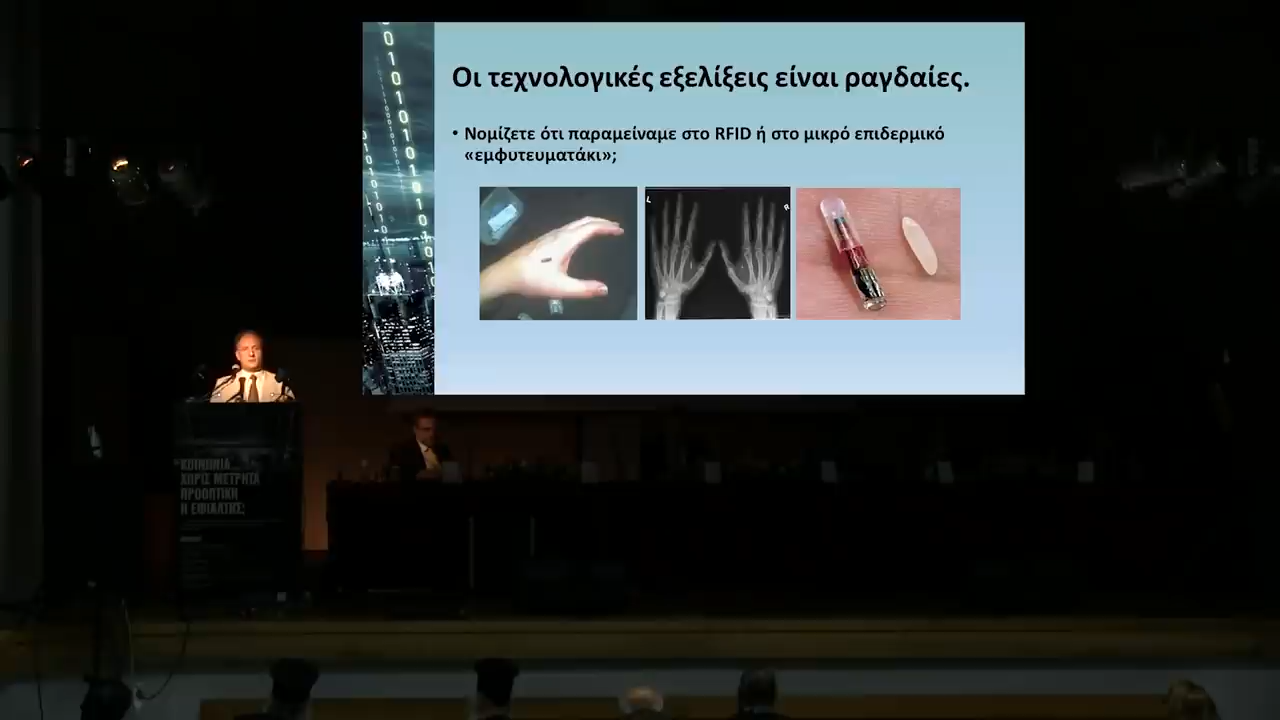 Οι τεχνολογικές εξελίξεις είναι ραγδαίες.
• Νομίζετε ότι παραμείναμε στο RFID ή στο μικρό επιδερμικό
«εμφυτευματάκι»;
L R
ΚΟΙΝΩΝΙΑ
ΧΩΡΙΣ ΜΕΤΡΗΤΑ
ΠΡΟΟΠΤΙΚΗ
Η ΕΦΙΑΛΤΗΣ;